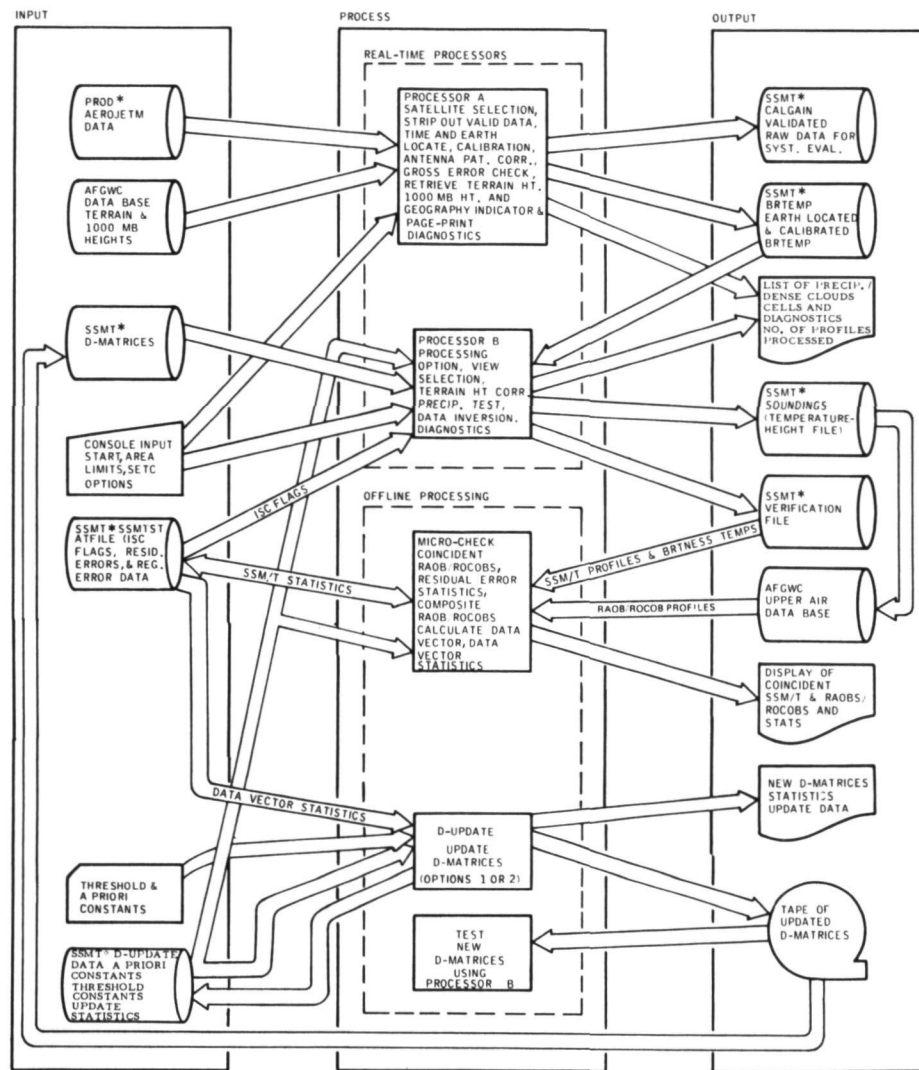 INPUT
PROCESS
OUTPUT
REAL-TIME PROCESSORS
PROD*
AEROJETM
DATA
AFGWC
DATA BASE
TERRAIN &
1000 MB
HEIGHTS
SSMT*
D-MATRICES
CONSOLE INPUT
START, AREA
LIMITS, SETC
OPTIONS
SSMT* SSMTST
ATFILE (ISC
FLAGS, RESID.
ERRORS, & REG.
ERROR DATA
THRESHOLD &
A PRIORI
CONSTANTS
SSMT* D-UPDATE
DATA A PRIORI
CONSTANTS
THRESHOLD
CONSTANTS
UPDATE
STATISTICS
PROCESSOR A
SATELLITE SELECTION,
STRIP OUT VALID DATA,
TIME AND EARTH
LOCATE, CALIBRATION,
ANTENNA PAT. CORR.,
GROSS ERROR CHECK,
RETRIEVE TERRAIN HT.
1000 MB HT. AND
GEOGRAPHY INDICATOR &
PAGE-PRINT
DIAGNOSTICS
PROCESSOR B
PROCESSING
OPTION, VIEW
SELECTION,
TERRAIN HT CORR.
PRECIP. TEST,
DATA INVERSION.
DIAGNOSTICS
ISC FLAGS
OFFLINE PROCESSING
MICRO-CHECK
COINCIDENT
RAOB/ROCOBS,
RESIDUAL ERROR
STATISTICS,
COMPOSITE
RAOB. ROCOBS
CALCULATE DATA
VECTOR, DATA
VECTOR
STATISTICS
SSM/T STATISTICS
SSM/T PROFILES & BRTNESS TEMPS
RAOB/ROCOB PROFILES
DATA VECTOR STATISTICS
D-UPDATE
UPDATE
D-MATRICES
(OPTIONS 1 OR 2)
TEST
NEW
D-MATRICES
USING
PROCESSOR B
SSMT*
CALGAIN
VALIDATED
RAW DATA FOR
SYST. EVAL.
SSMT*
BRTEMP
EARTH LOCATED
& CALIBRATED
BRTEMP
LIST OF PRECIP./
DENSE CLOUDS
CELLS AND
DIAGNOSTICS
NO. OF PROFILES
PROCESSED
SSMT*
SOUNDINGS
(TEMPERATURE-
HEIGHT FILE)
SSMT*
VERIFICATION
FILE
AFGWC
UPPER AIR
DATA BASE
DISPLAY OF
COINCIDENT
SSM/T & RAOBS/
ROCOBS AND
STATS
NEW D-MATRICES
STATISTICS
UPDATE DATA
TAPE OF
UPDATED
D-MATRICES